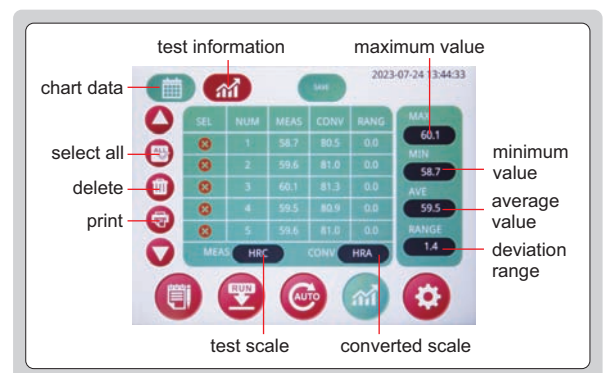 test information
maximum value
chart data
SAVE
2023-07-24 13:44:33
SEL NUM MEAS CONV RANG
1 58.7 80.5 0.0
2 59.6 81.0 0.0
3 60.1 81.3 0.0
4 59.5 80.9 0.0
5 59.6 81.0 0.0
MEAS HRC CONV HRA
MAX
60.1
MIN
58.7
AVE
59.5
RANGE
1.4
select all
ALL
delete
print
minimum
value
average
value
deviation
range
RUN
AUTO
test scale
converted scale